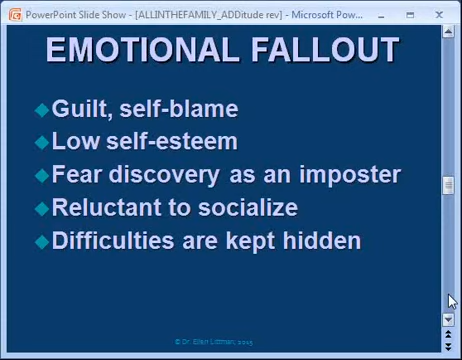 PowerPoint Slide Show - [ALLINTHEFAMILY_ADDitude rev] - Microsoft Pow...
EMOTIONAL FALLOUT
Guilt, self-blame
Low self-esteem
Fear discovery as an imposter
Reluctant to socialize
Difficulties are kept hidden
© Dr. Ellen Littman, 2015